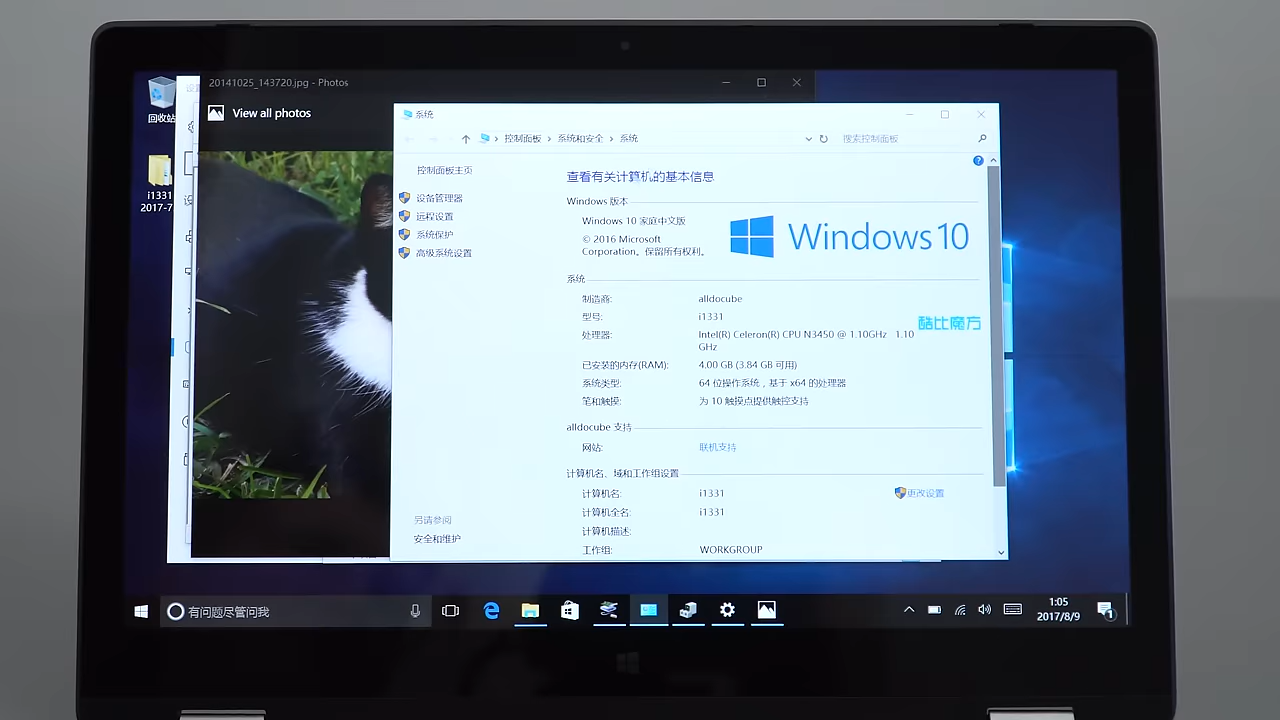 20141025_143720.jpg - Photos
View all photos
回收站
i1331
2017-7
系统
控制面板 › 系统和安全 › 系统
搜索控制面板
控制面板主页
设备管理器
远程设置
系统保护
高级系统设置
另请参阅
安全和维护
查看有关计算机的基本信息
Windows 版本
Windows 10 家庭中文版
© 2016 Microsoft
Corporation。保留所有权利。
Windows 10
系统
制造商: alldocube
型号: i1331
处理器: Intel(R) Celeron(R) CPU N3450 @ 1.10GHz 1.10
GHz
酷比魔方
已安装的内存(RAM): 4.00 GB (3.84 GB 可用)
系统类型: 64 位操作系统，基于 x64 的处理器
笔和触摸: 为 10 触摸点提供触控支持
alldocube 支持
网站: 联机支持
计算机名、域和工作组设置
计算机名: i1331
更改设置
计算机全名: i1331
计算机描述:
工作组: WORKGROUP
有问题尽管问我
1:05
2017/8/9
1